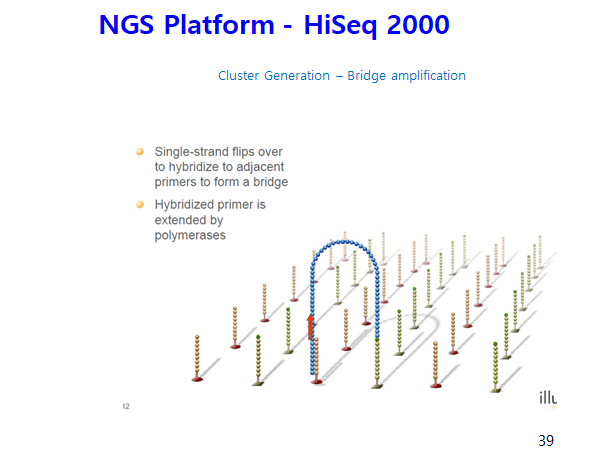 NGS Platform - HiSeq 2000
Cluster Generation – Bridge amplification
Single-strand flips over
to hybridize to adjacent
primers to form a bridge
Hybridized primer is
extended by
polymerases
12
illu
39